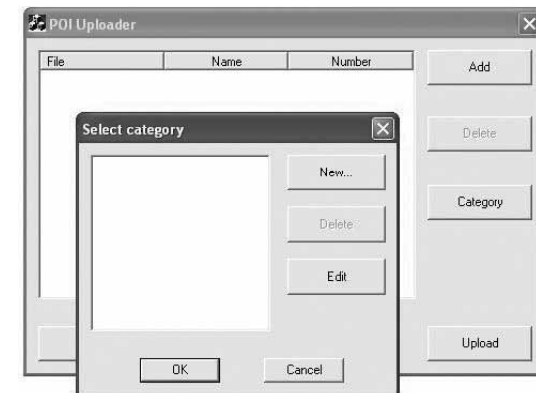 POI Uploader
File Name Number
Add
Select category
New...
Delete
Delete
Category
Edit
Upload
OK Cancel